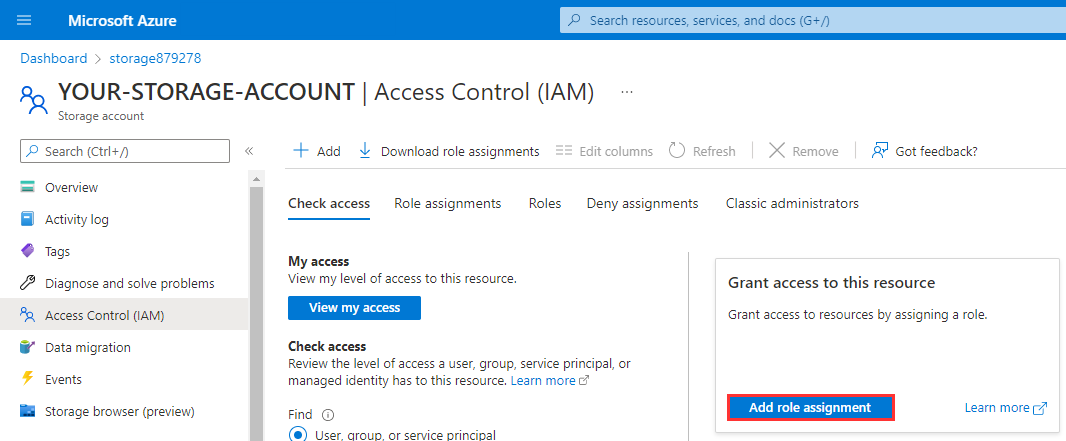 Microsoft Azure
Search resources, services, and docs (G+/)
Dashboard > storage879278
YOUR-STORAGE-ACCOUNT | Access Control (IAM) ...
Storage account
Search (Ctrl+/)
«
+ Add
Download role assignments
Edit columns
Refresh
Remove
Got feedback?
Overview
Activity log
Tags
Diagnose and solve problems
Access Control (IAM)
Data migration
Events
Storage browser (preview)
Check access
Role assignments
Roles
Deny assignments
Classic administrators
My access
View my level of access to this resource.
View my access
Check access
Review the level of access a user, group, service principal, or
managed identity has to this resource. Learn more
Find
User, group, or service principal
Grant access to this resource
Grant access to resources by assigning a role.
Add role assignment
Learn more